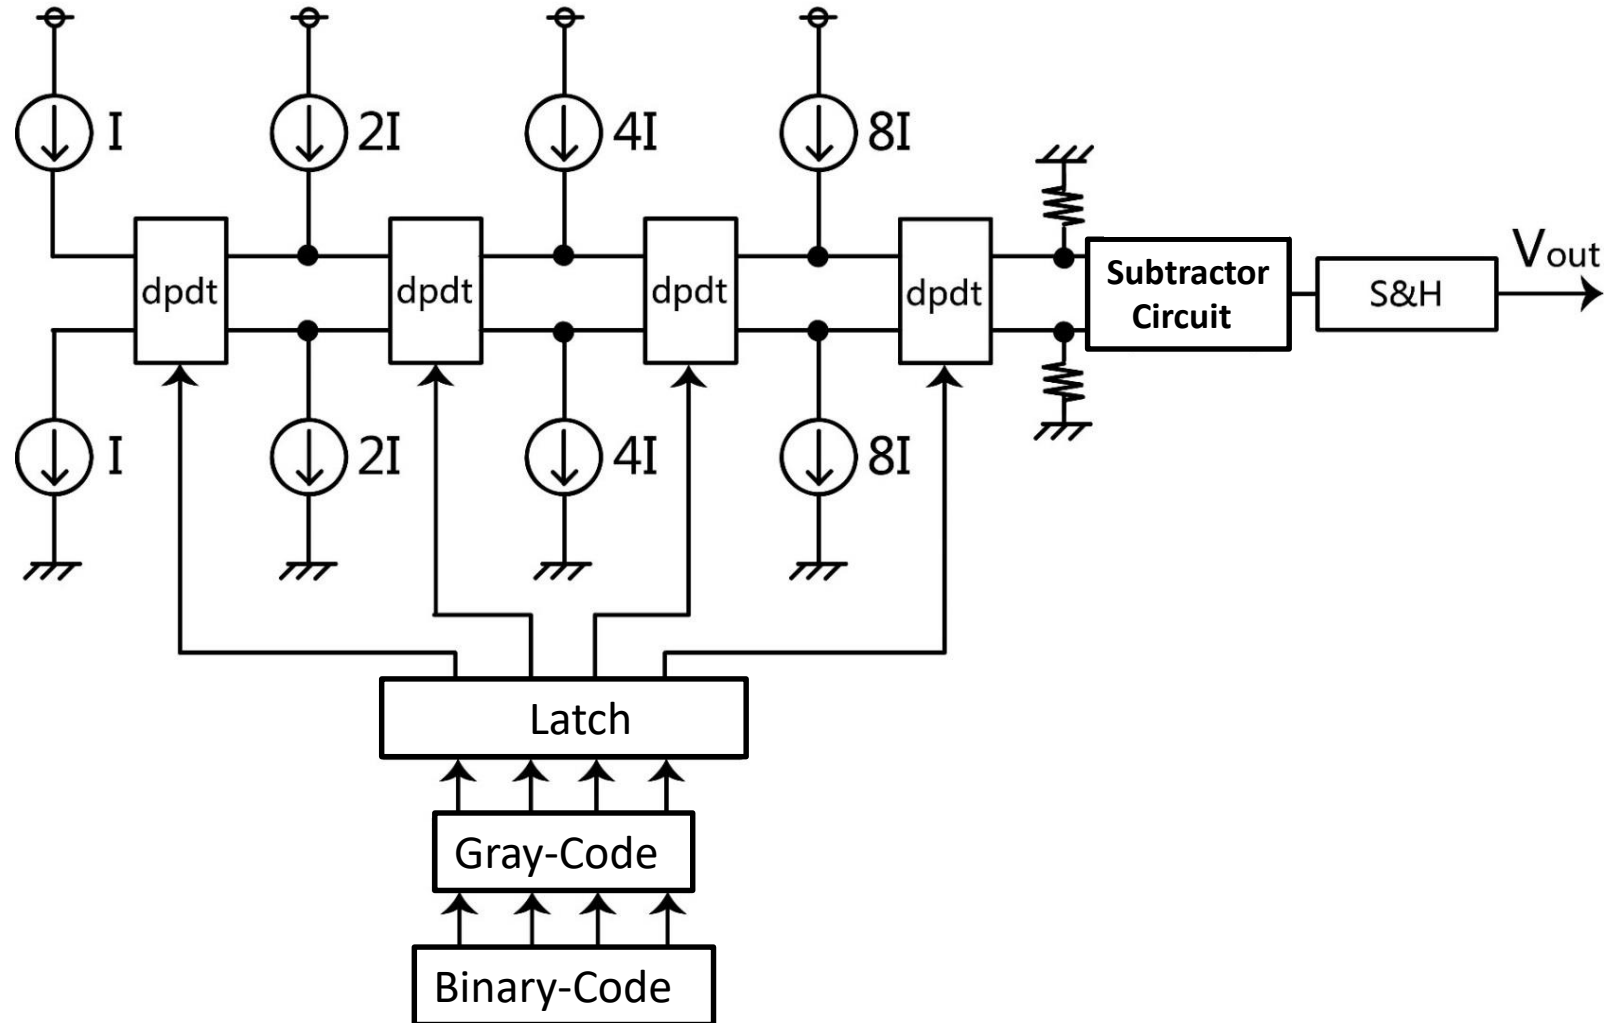 I 2I 4I 8I
dpdt dpdt dpdt dpdt
Subtractor
Circuit
S&H
Vout
I 2I 4I 8I
Latch
Gray-Code
Binary-Code